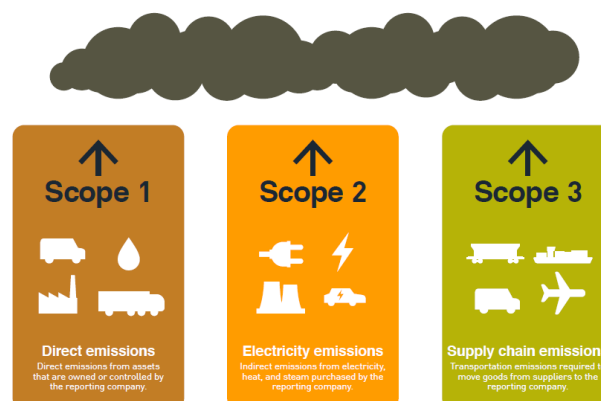 Scope 1
Direct emissions
Direct emissions from assets
that are owned or controlled by
the reporting company.
Scope 2
Electricity emissions
Indirect emissions from electricity,
heat, and steam purchased by the
reporting company.
Scope 3
Supply chain emission
Transportation emissions required t
move goods from suppliers to the
reporting company.